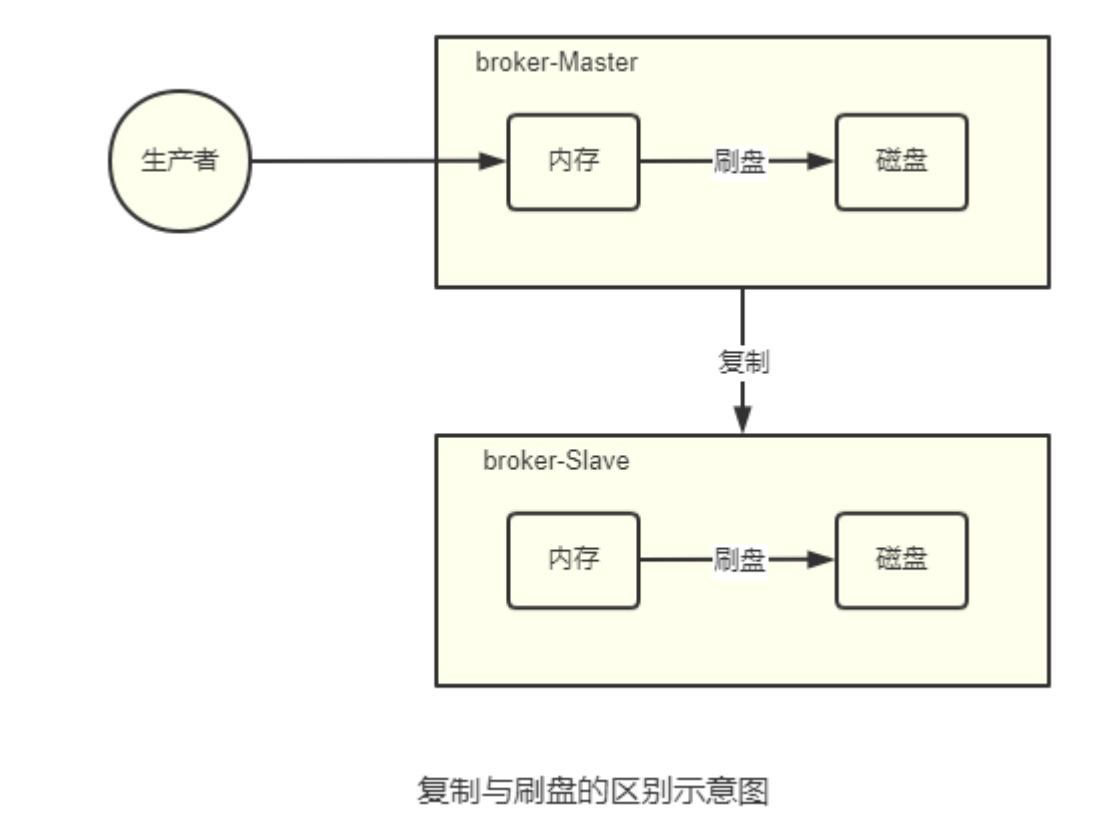 broker-Master
生产者
内存
刷盘
磁盘
复制
broker-Slave
内存
刷盘
磁盘
复制与刷盘的区别示意图